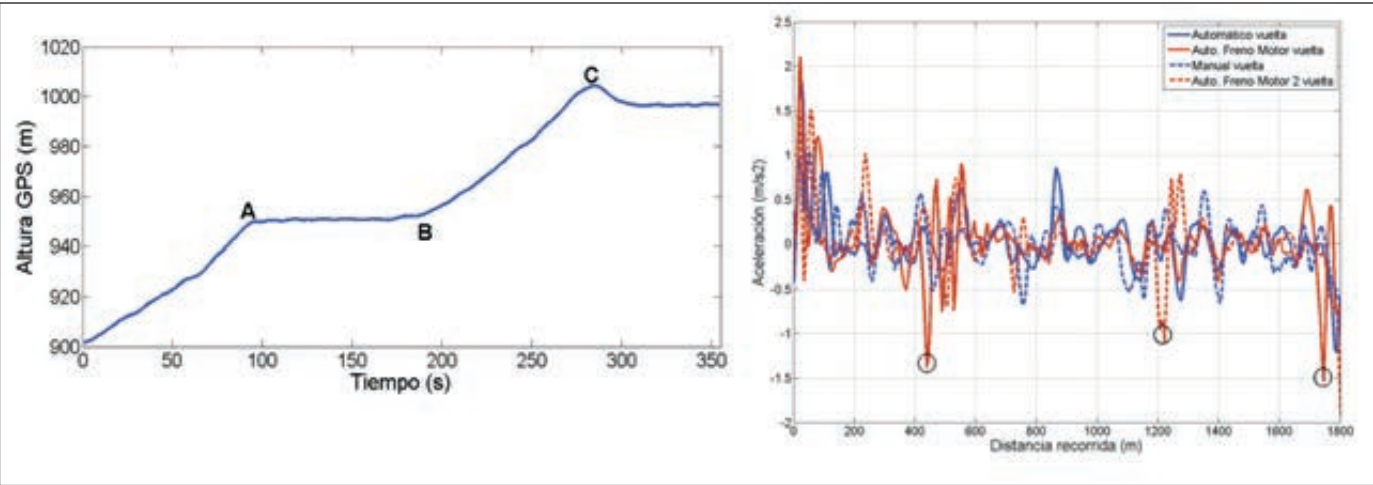 Altura GPS (m)
1020
1000
980
960
940
920
900
0 50 100 150 200 250 300 350
Tiempo (s)
A
B
C
Aceleración (m/s2)
2.5
2
1.5
1
0.5
0
-0.5
-1
-1.5
-2
0 200 400 600 800 1000 1200 1400 1600 1800
Distancia recorrida (m)
Automático vuelta
Auto. Freno Motor vuelta
Manual vuelta
Auto. Freno Motor 2 vuelta